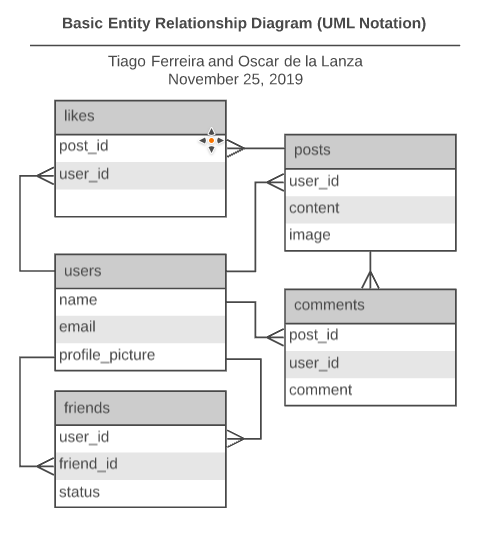 Basic Entity Relationship Diagram (UML Notation)
Tiago Ferreira and Oscar de la Lanza
November 25, 2019
likes
post_id
user_id
posts
user_id
content
image
users
name
email
profile_picture
comments
post_id
user_id
comment
friends
user_id
friend_id
status